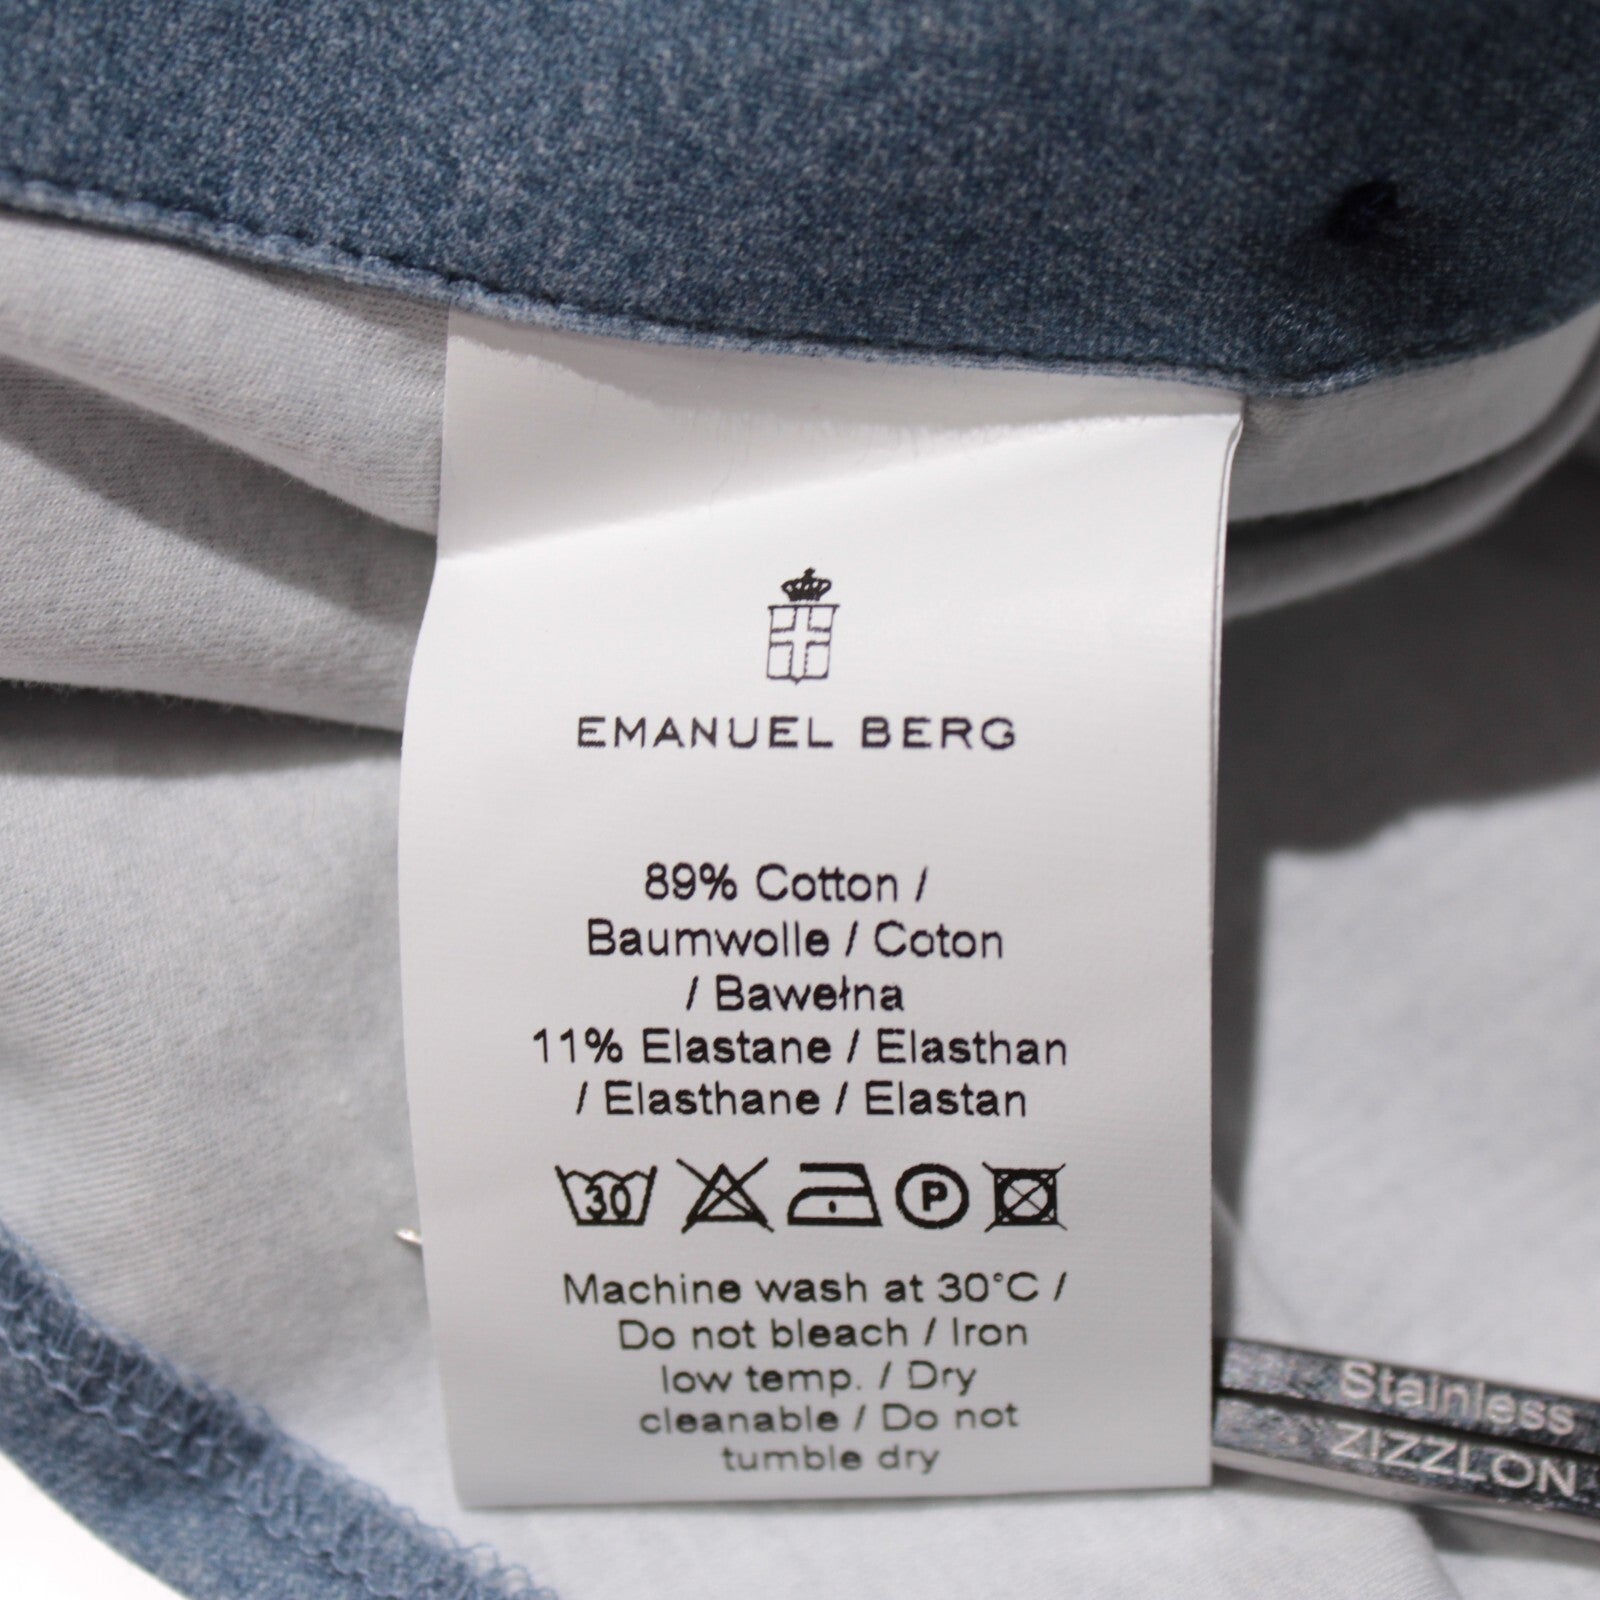 EMANUEL BERG
89% Cotton /
Baumwolle / Coton
/ Bawełna
11% Elastane / Elasthan
/ Elasthane / Elastan
30 P
Machine wash at 30°C /
Do not bleach / Iron
low temp. / Dry
cleanable / Do not
tumble dry
Stainless
ZIZZLON